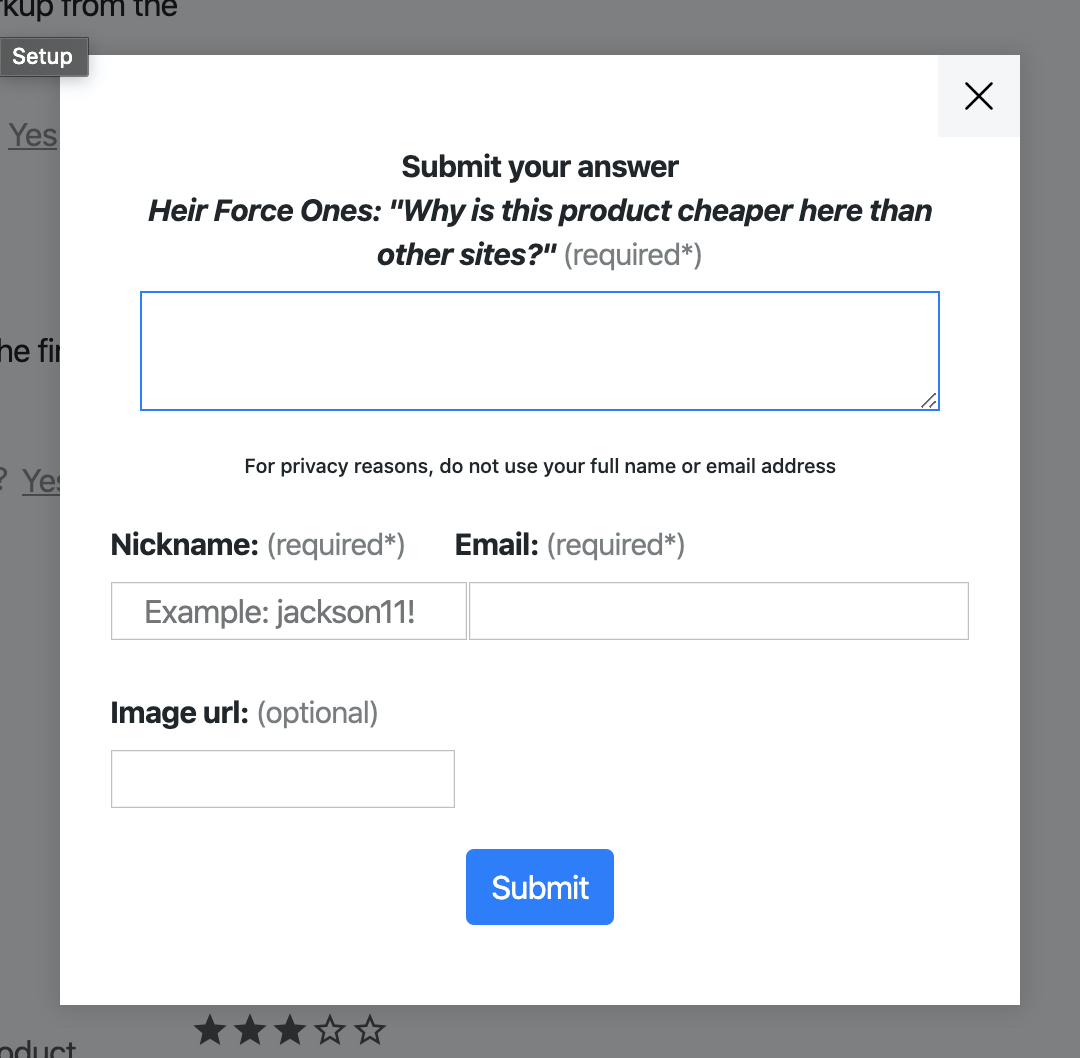 rkup from the
Setup
Yes
Submit your answer
Heir Force Ones: "Why is this product cheaper here than
other sites?" (required*)
he fir
? Yes
For privacy reasons, do not use your full name or email address
Nickname: (required*) Email: (required*)
Example: jackson11!
Image url: (optional)
Submit
oduct